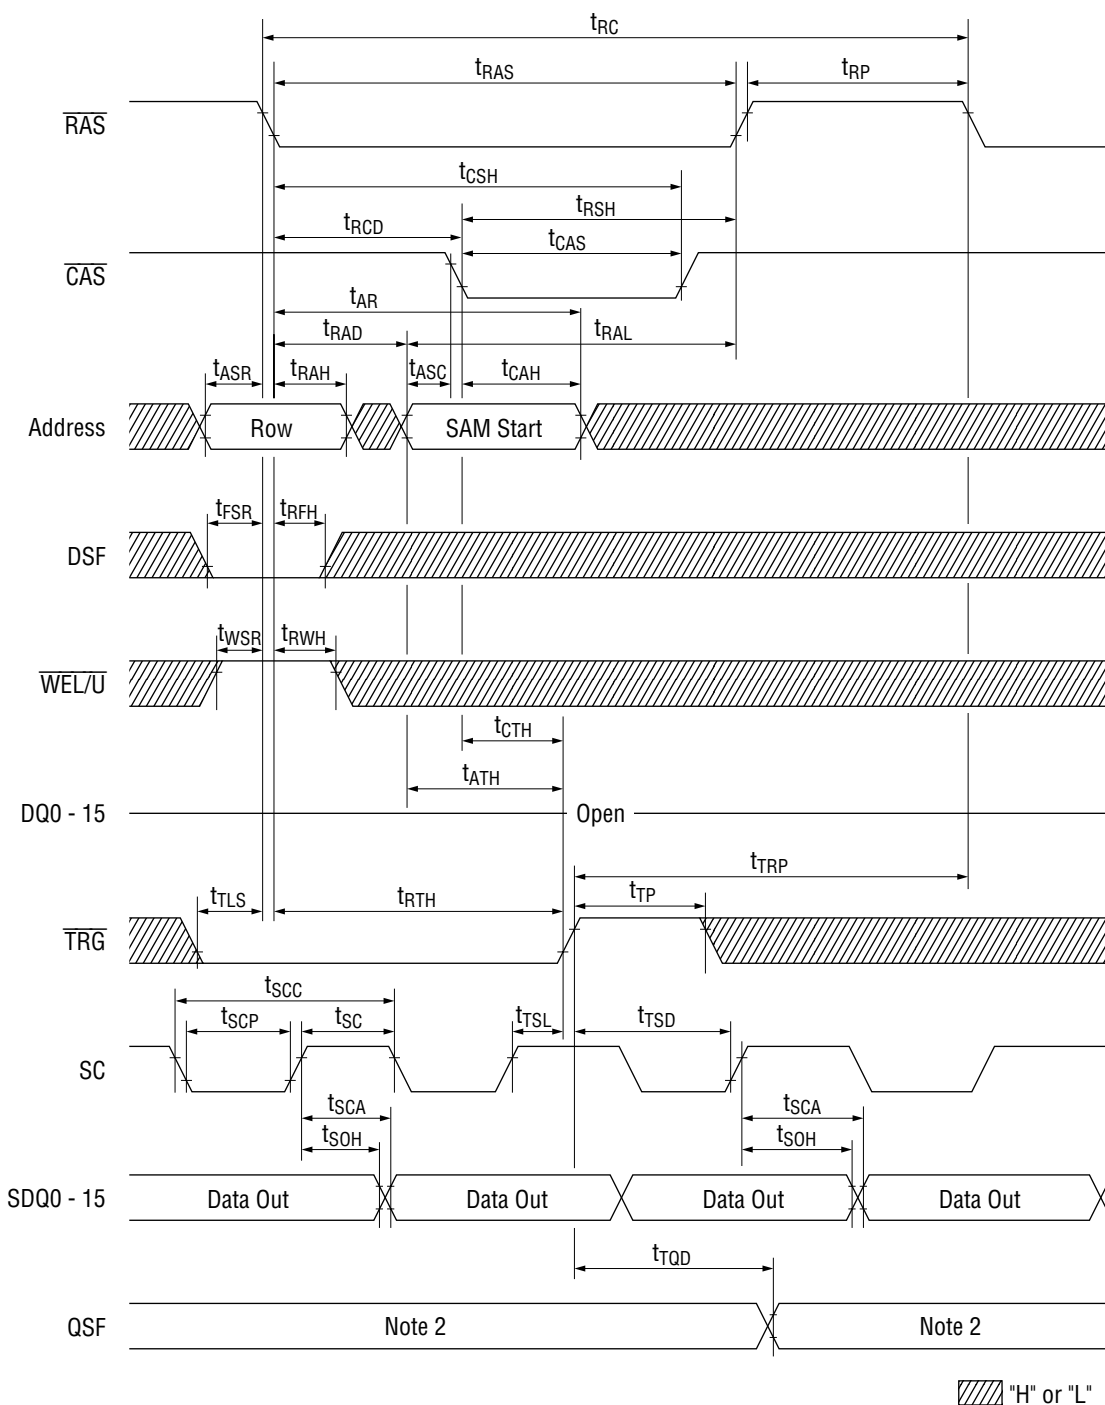 tRC
tRAS tRP
RAS
tCSH
tRSH
tRCD
tCAS
CAS
tAR
tRAD tRAL
tASR tRAH tASC tCAH
Address Row SAM Start
tFSR tRFH
DSF
tWSR tRWH
WEL/U
tCTH
tATH
DQ0 - 15 Open
tTRP
tTLS tRTH tTP
TRG
tSCC
tSCP tSC tTSL tTSD
SC
tSCA tSCA
tSOH tSOH
SDQ0 - 15 Data Out Data Out Data Out Data Out
tTQD
QSF Note 2 Note 2
"H" or "L"